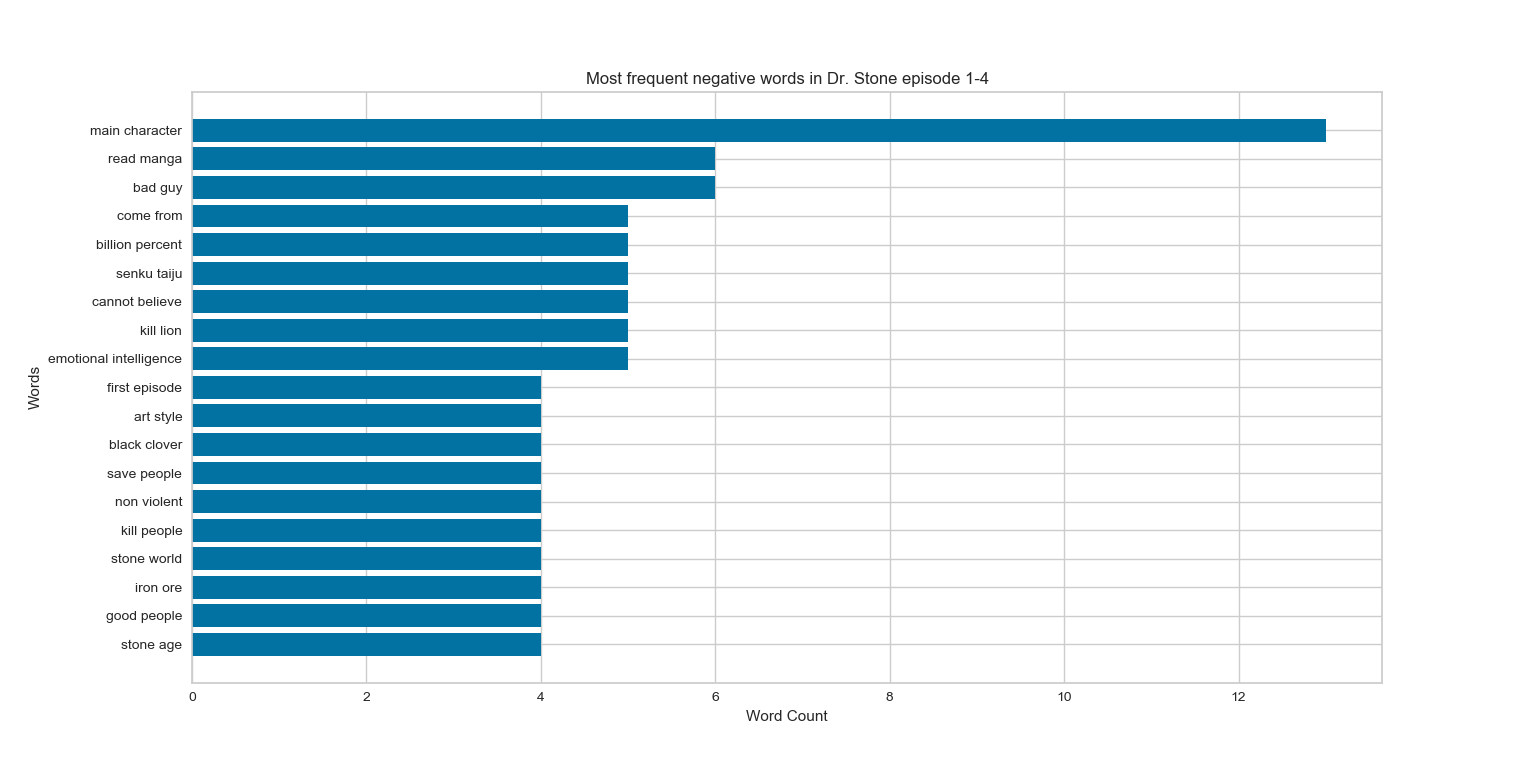 Most frequent negative words in Dr. Stone episode 1-4
main character
read manga
bad guy
come from
billion percent
senku taiju
cannot believe
kill lion
emotional intelligence
first episode
art style
black clover
save people
non violent
kill people
stone world
iron ore
good people
stone age
Words
0 2 4 6 8 10 12
Word Count